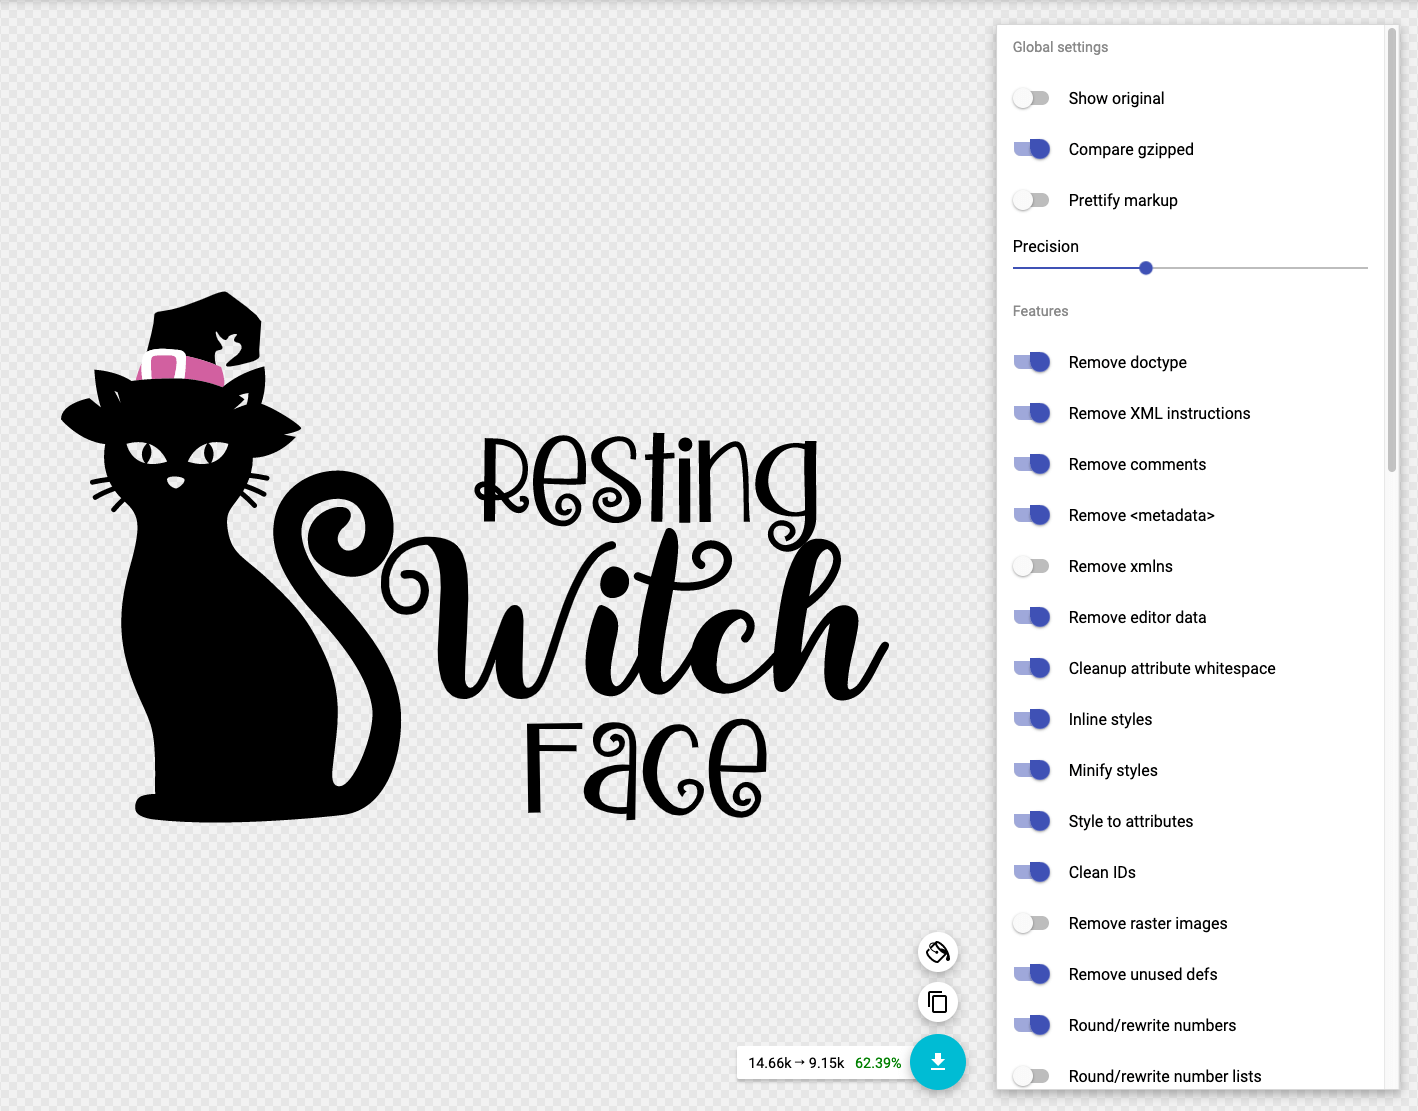 Resting
Witch
Face
14.66k → 9.15k 62.39%
Global settings
Show original
Compare gzipped
Prettify markup
Precision
Features
Remove doctype
Remove XML instructions
Remove comments
Remove <metadata>
Remove xmlns
Remove editor data
Cleanup attribute whitespace
Inline styles
Minify styles
Style to attributes
Clean IDs
Remove raster images
Remove unused defs
Round/rewrite numbers
Round/rewrite number lists